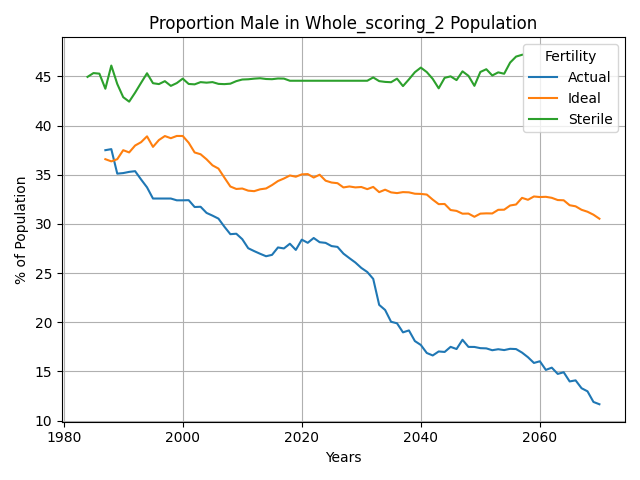 Proportion Male in Whole_scoring_2 Population
% of Population
45
40
35
30
25
20
15
10
1980
2000
2020
2040
2060
Years
Fertility
Actual
Ideal
Sterile